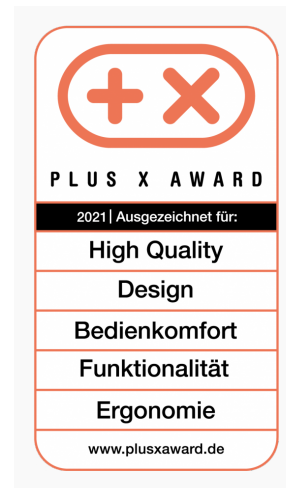 PLUS X AWARD
2021 | Ausgezeichnet für:
High Quality
Design
Bedienkomfort
Funktionalität
Ergonomie
www.plusxaward.de